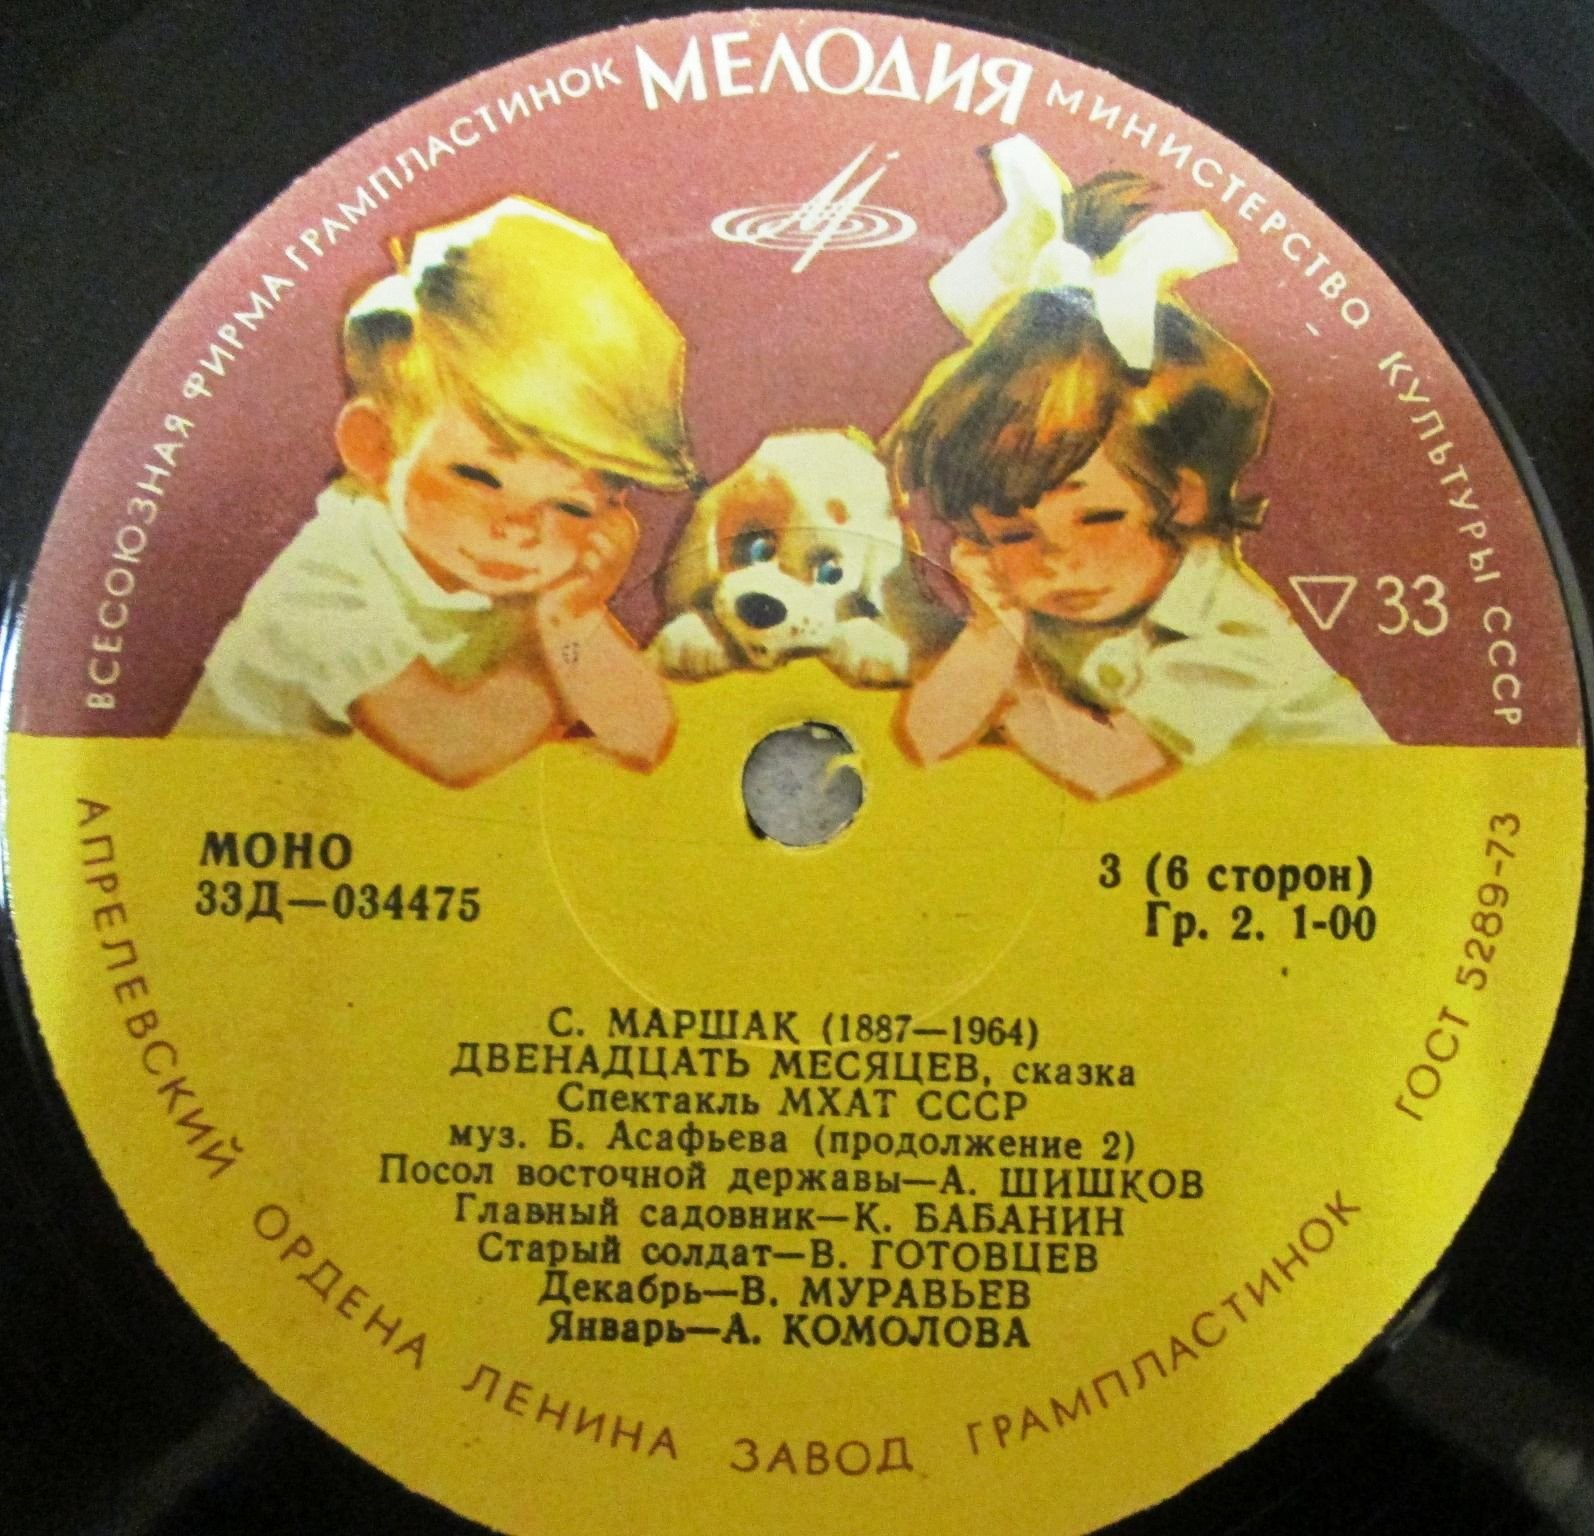 ВСЕСОЮЗНАЯ ФИРМА ГРАМПЛАСТИНОК МЕЛОДИЯ МИНИСТЕРСТВО КУЛЬТУРЫ СССР
33
МОНО
33Д—034475
3 (6 сторон)
Гр. 2. 1-00
С. МАРШАК (1887—1964)
ДВЕНАДЦАТЬ МЕСЯЦЕВ, сказка
Спектакль МХАТ СССР
муз. Б. Асафьева (продолжение 2)
Посол восточной державы—А. ШИШКОВ
Главный садовник—К. БАБАНИН
Старый солдат—В. ГОТОВЦЕВ
Декабрь—В. МУРАВЬЕВ
Январь—А. КОМОЛОВА
АПРЕЛЕВСКИЙ ОРДЕНА ЛЕНИНА ЗАВОД ГРАМПЛАСТИНОК ГОСТ 5289-73